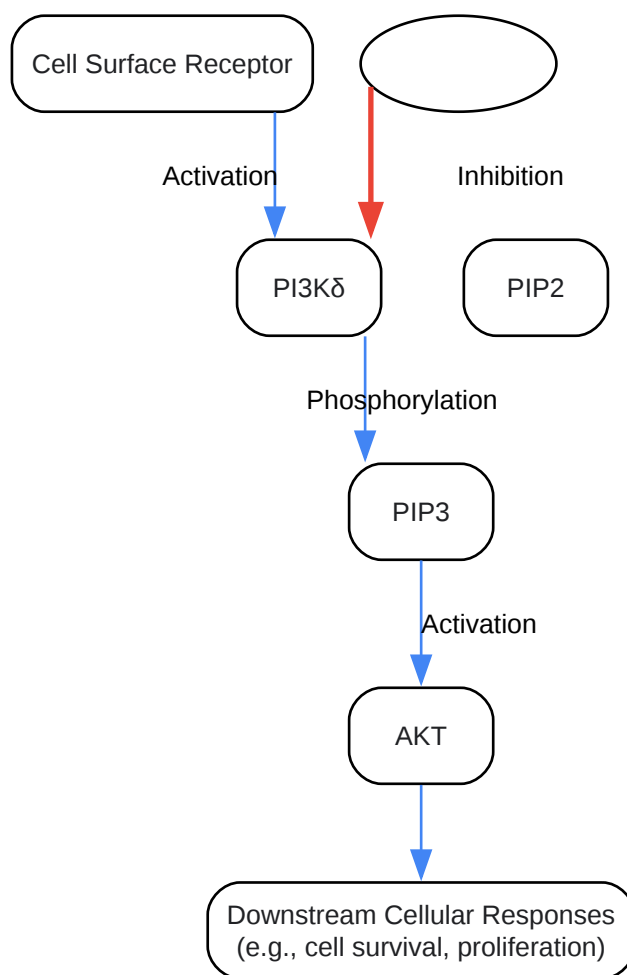 Cell Surface Receptor
Activation
Inhibition
PI3Kδ
PIP2
Phosphorylation
PIP3
Activation
AKT
Downstream Cellular Responses
(e.g., cell survival, proliferation)